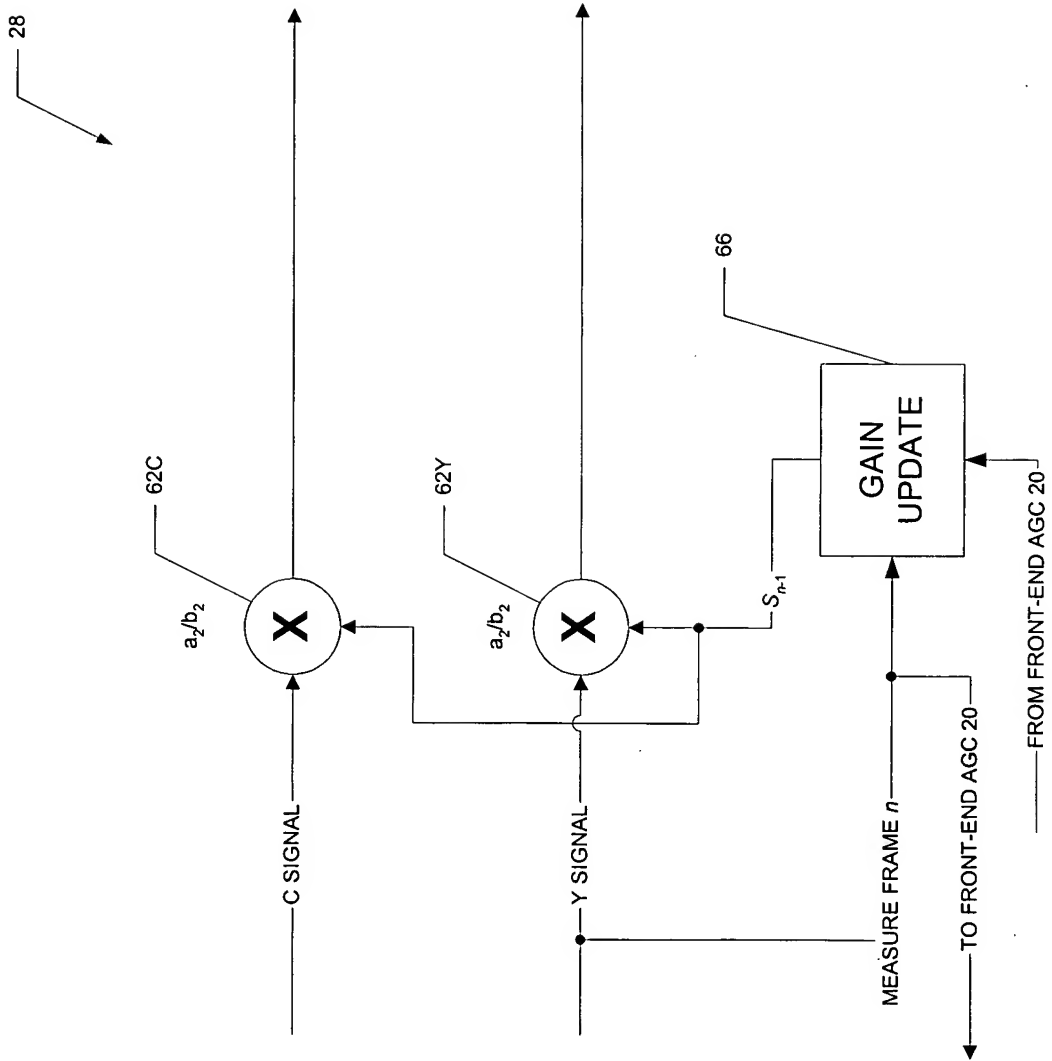 28
62C
a₂/b₂
X
C SIGNAL
62Y
a₂/b₂
X
Y SIGNAL
Sₙ₋₁
66
GAIN
UPDATE
MEASURE FRAME n
TO FRONT-END AGC 20
FROM FRONT-END AGC 20